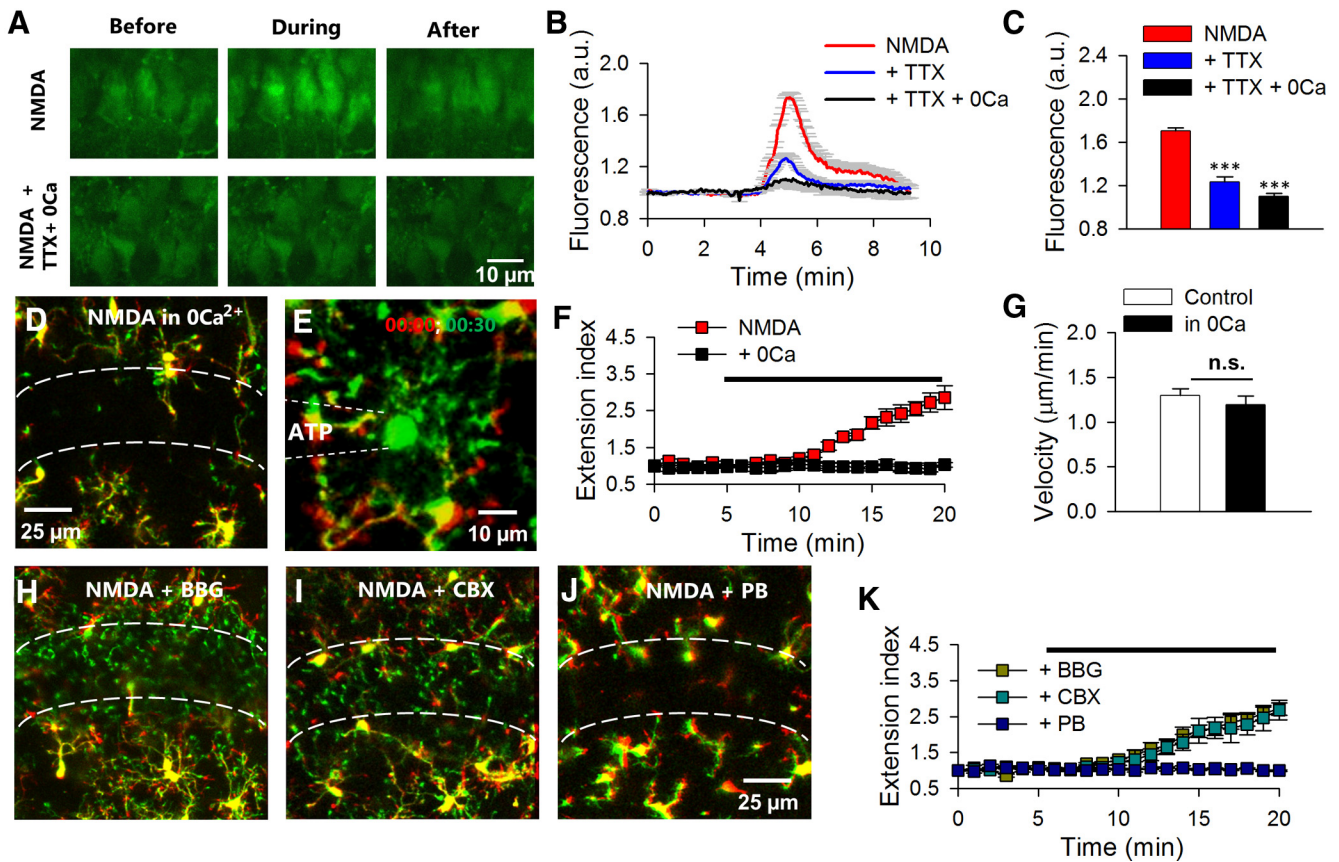 A
Before
During
After
NMDA
NMDA +
TTX+ 0Ca
10 µm
B
Fluorescence (a.u.)
2.0
1.6
1.2
0.8
0
2
4
6
8
10
Time (min)
NMDA
+ TTX
+ TTX + 0Ca
C
NMDA
+ TTX
+ TTX + 0Ca
Fluorescence (a.u.)
2.4
2.0
1.6
1.2
0.8
***
***
D
NMDA in 0Ca2+
25 µm
E
00:00; 00:30
ATP
10 µm
F
NMDA
+ 0Ca
Extension index
4.5
3.5
2.5
1.5
0.5
0
5
10
15
20
Time (min)
G
Control
in 0Ca
n.s.
Velocity (µm/min)
2.0
1.6
1.3
0.9
0.6
0.0
H
NMDA + BBG
I
NMDA + CBX
J
NMDA + PB
25 µm
K
Extension index
4.5
3.5
2.5
1.5
0.5
+ BBG
+ CBX
+ PB
0
5
10
15
20
Time (min)